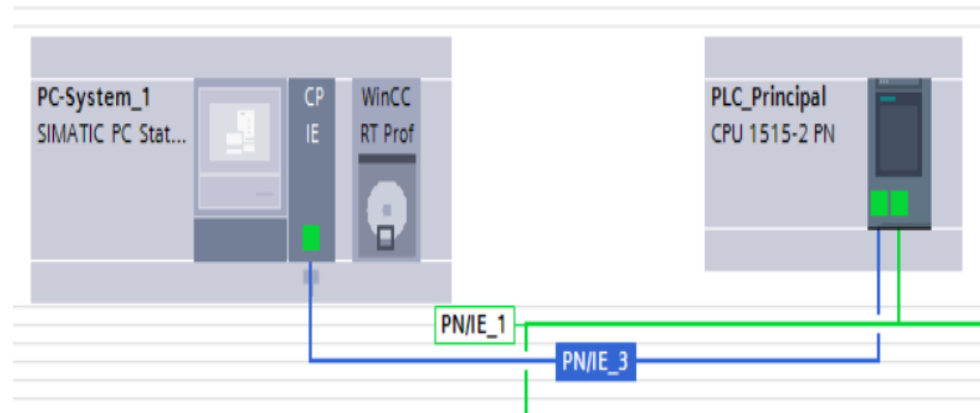 PC-System_1
SIMATIC PC Stat...
CP
IE
WinCC
RT Prof
PLC_Principal
CPU 1515-2 PN
PN/IE_1
PN/IE_3